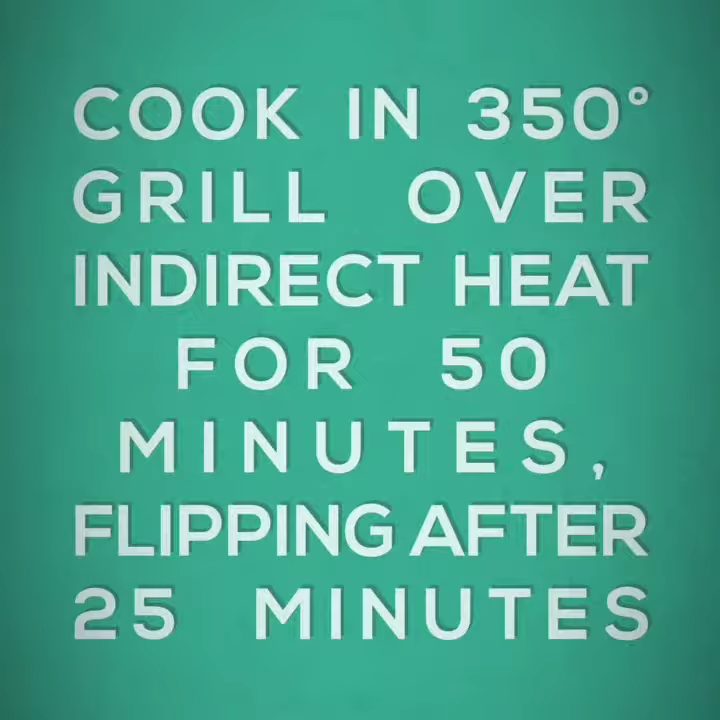 COOK IN 350°
GRILL OVER
INDIRECT HEAT
FOR 50
MINUTES,
FLIPPING AFTER
25 MINUTES